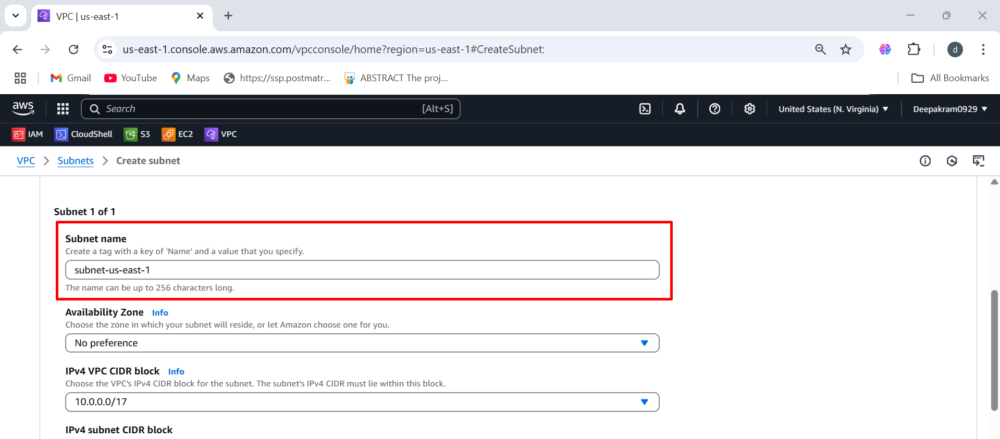 VPC | us-east-1
us-east-1.console.aws.amazon.com/vpcconsole/home?region=us-east-1#CreateSubnet:
d
Gmail
YouTube
Maps
https://ssp.postmatr...
ABSTRACT The proj...
All Bookmarks
aws
Search
[Alt+S]
United States (N. Virginia)
Deepakram0929
IAM
CloudShell
S3
EC2
VPC
VPC
Subnets
Create subnet
Subnet 1 of 1
Subnet name
Create a tag with a key of 'Name' and a value that you specify.
subnet-us-east-1
The name can be up to 256 characters long.
Availability Zone Info
Choose the zone in which your subnet will reside, or let Amazon choose one for you.
No preference
IPv4 VPC CIDR block Info
Choose the VPC's IPv4 CIDR block for the subnet. The subnet's IPv4 CIDR must lie within this block.
10.0.0.0/17
IPv4 subnet CIDR block